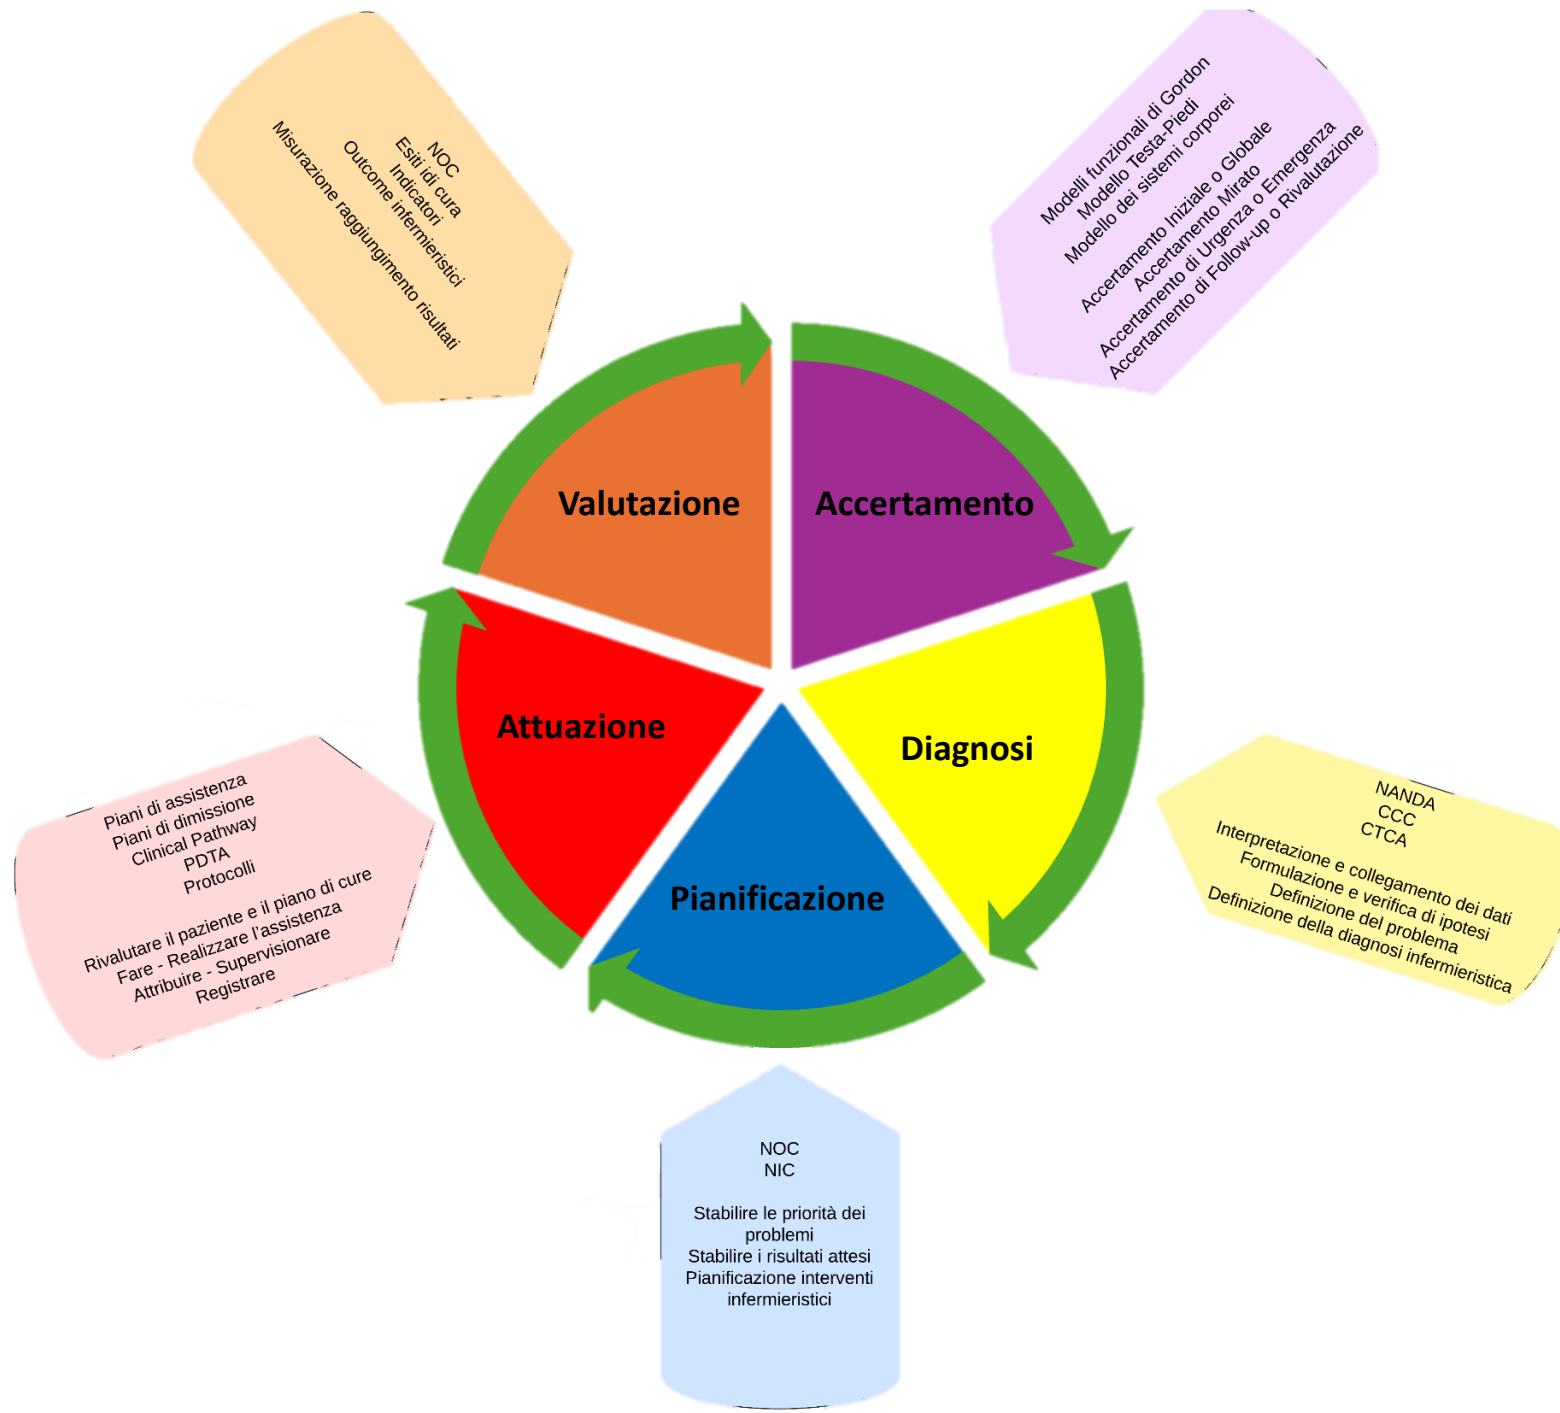 NOC
Esiti idi cura
Indicatori
Outcome infermieristici
Misurazione raggiungimento risultati
Modelli funzionali di Gordon
Modello Testa-Piedi
Modello dei sistemi corporei
Accertamento Iniziale o Globale
Accertamento Mirato
Accertamento di Urgenza o Emergenza
Accertamento di Follow-up o Rivalutazione
Valutazione
Accertamento
Attuazione
Diagnosi
Pianificazione
Piani di assistenza
Piani di dimissione
Clinical Pathway
PDTA
Protocolli
Rivalutare il paziente e il piano di cure
Fare - Realizzare l'assistenza
Attribuire - Supervisionare
Registrare
NANDA
CCC
CTCA
Interpretazione e collegamento dei dati
Formulazione e verifica di ipotesi
Definizione del problema
Definizione della diagnosi infermieristica
NOC
NIC
Stabilire le priorità dei
problemi
Stabilire i risultati attesi
Pianificazione interventi
infermieristici